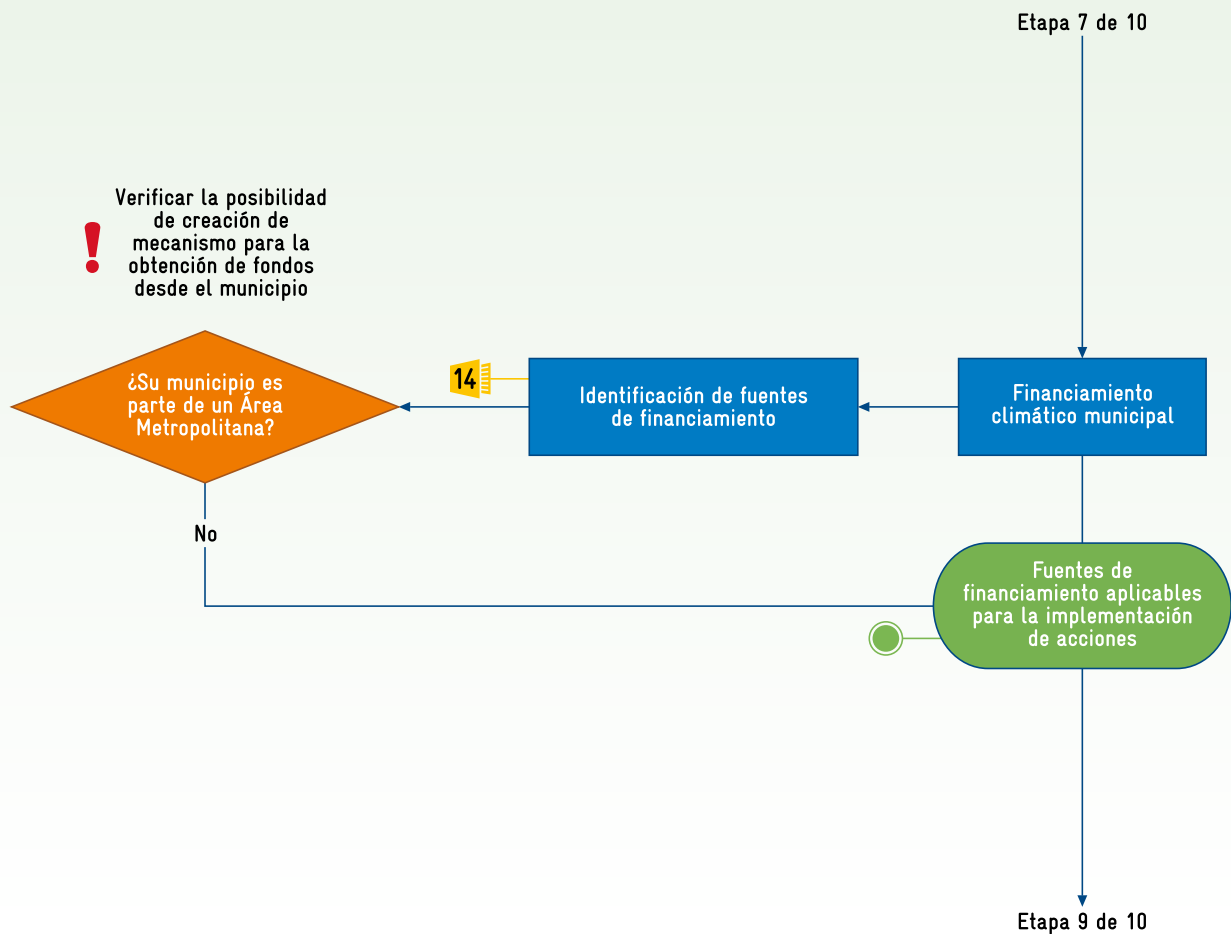 Etapa 7 de 10
Verificar la posibilidad
de creación de
mecanismo para la
obtención de fondos
desde el municipio
¿Su municipio es
parte de un Área
Metropolitana?
14
Identificación de fuentes
de financiamiento
Financiamiento
climático municipal
No
Fuentes de
financiamiento aplicables
para la implementación
de acciones
Etapa 9 de 10